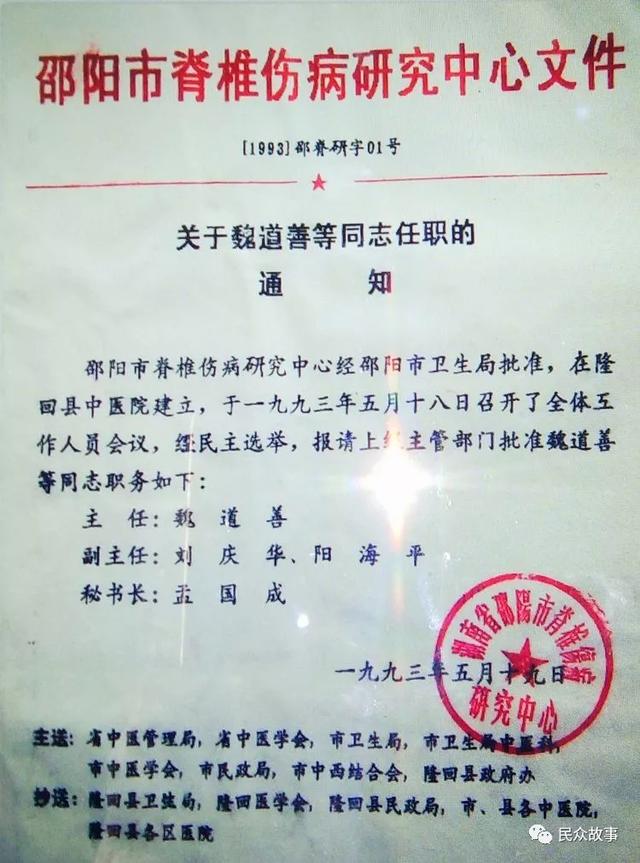 邵阳市脊椎伤病研究中心文件
[1993]邵脊研字01号
关于魏道善等同志任职的
通 知
邵阳市脊椎伤病研究中心经邵阳市卫生局批准，在隆
回县中医院建立，于一九九三年五月十八日召开了全体工
作人员会议，经民主选举，报请上级主管部门批准魏道善
等同志职务如下：
主 任：魏 道 善
副主任：刘 庆 华、阳 海 平
秘书长：孟 国 成
湖南省邵陽市脊椎傷病
研究中心
一九九三年五月十九日
主送：省中医管理局，省中医学会，市卫生局，市卫生局中医科，
市中医学会，市民政局，市中西结合会，隆回县政府办
抄送：隆回县卫生局，隆回医学会，隆回县民政局，市、县各中医院，
隆回县各区医院
民众故事